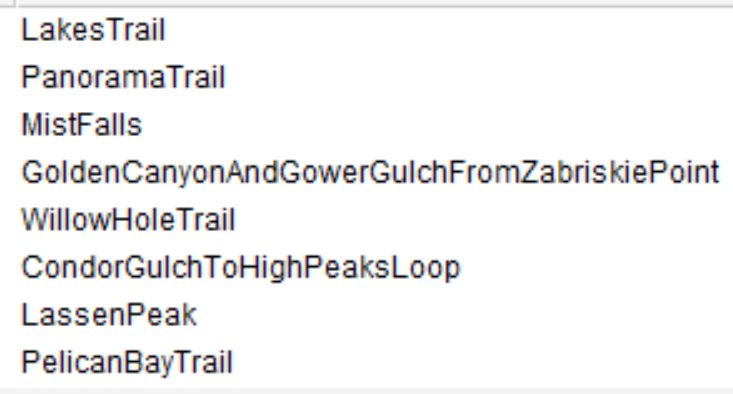 LakesTrail
PanoramaTrail
MistFalls
GoldenCanyonAndGowerGulchFromZabriskiePoint
WillowHoleTrail
CondorGulchToHighPeaksLoop
LassenPeak
PelicanBayTrail